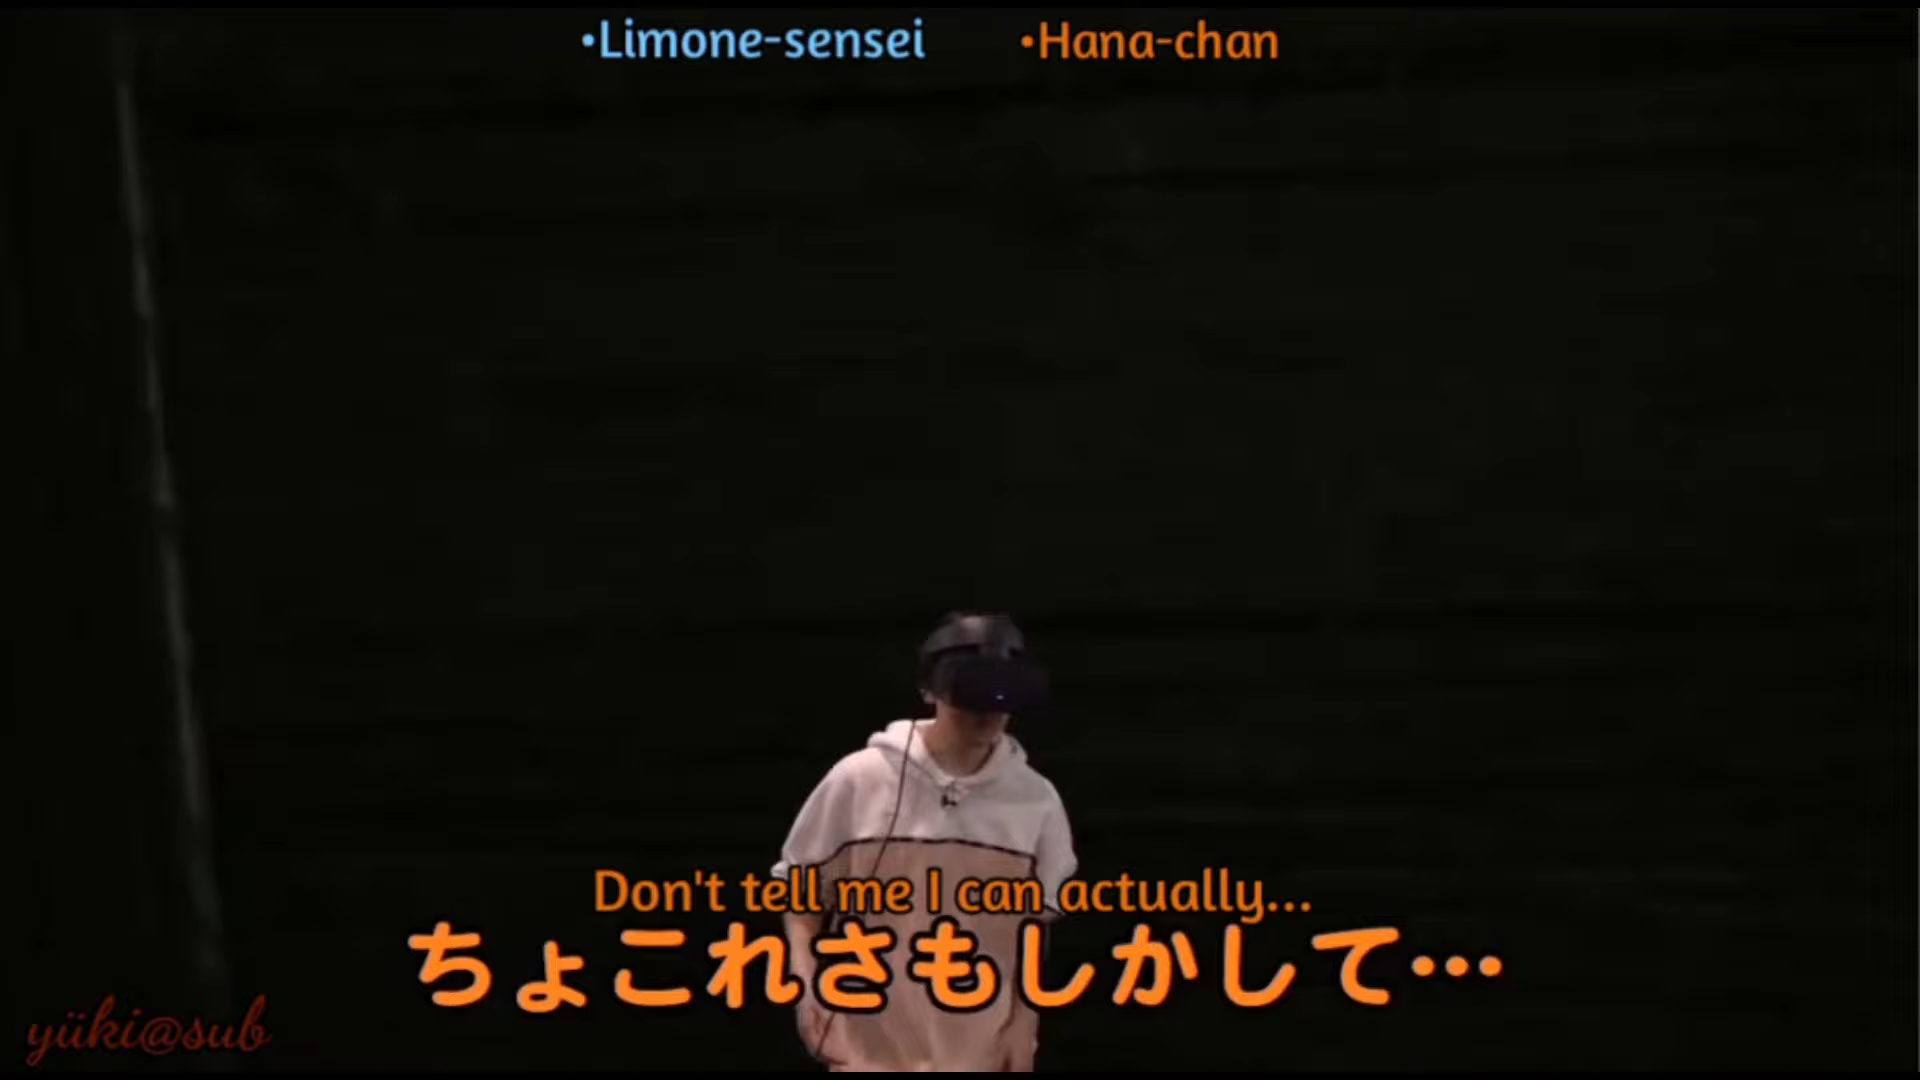 •Limone-sensei •Hana-chan
Don't tell me I can actually...
ちょこれさもしかして…
yüki@sub